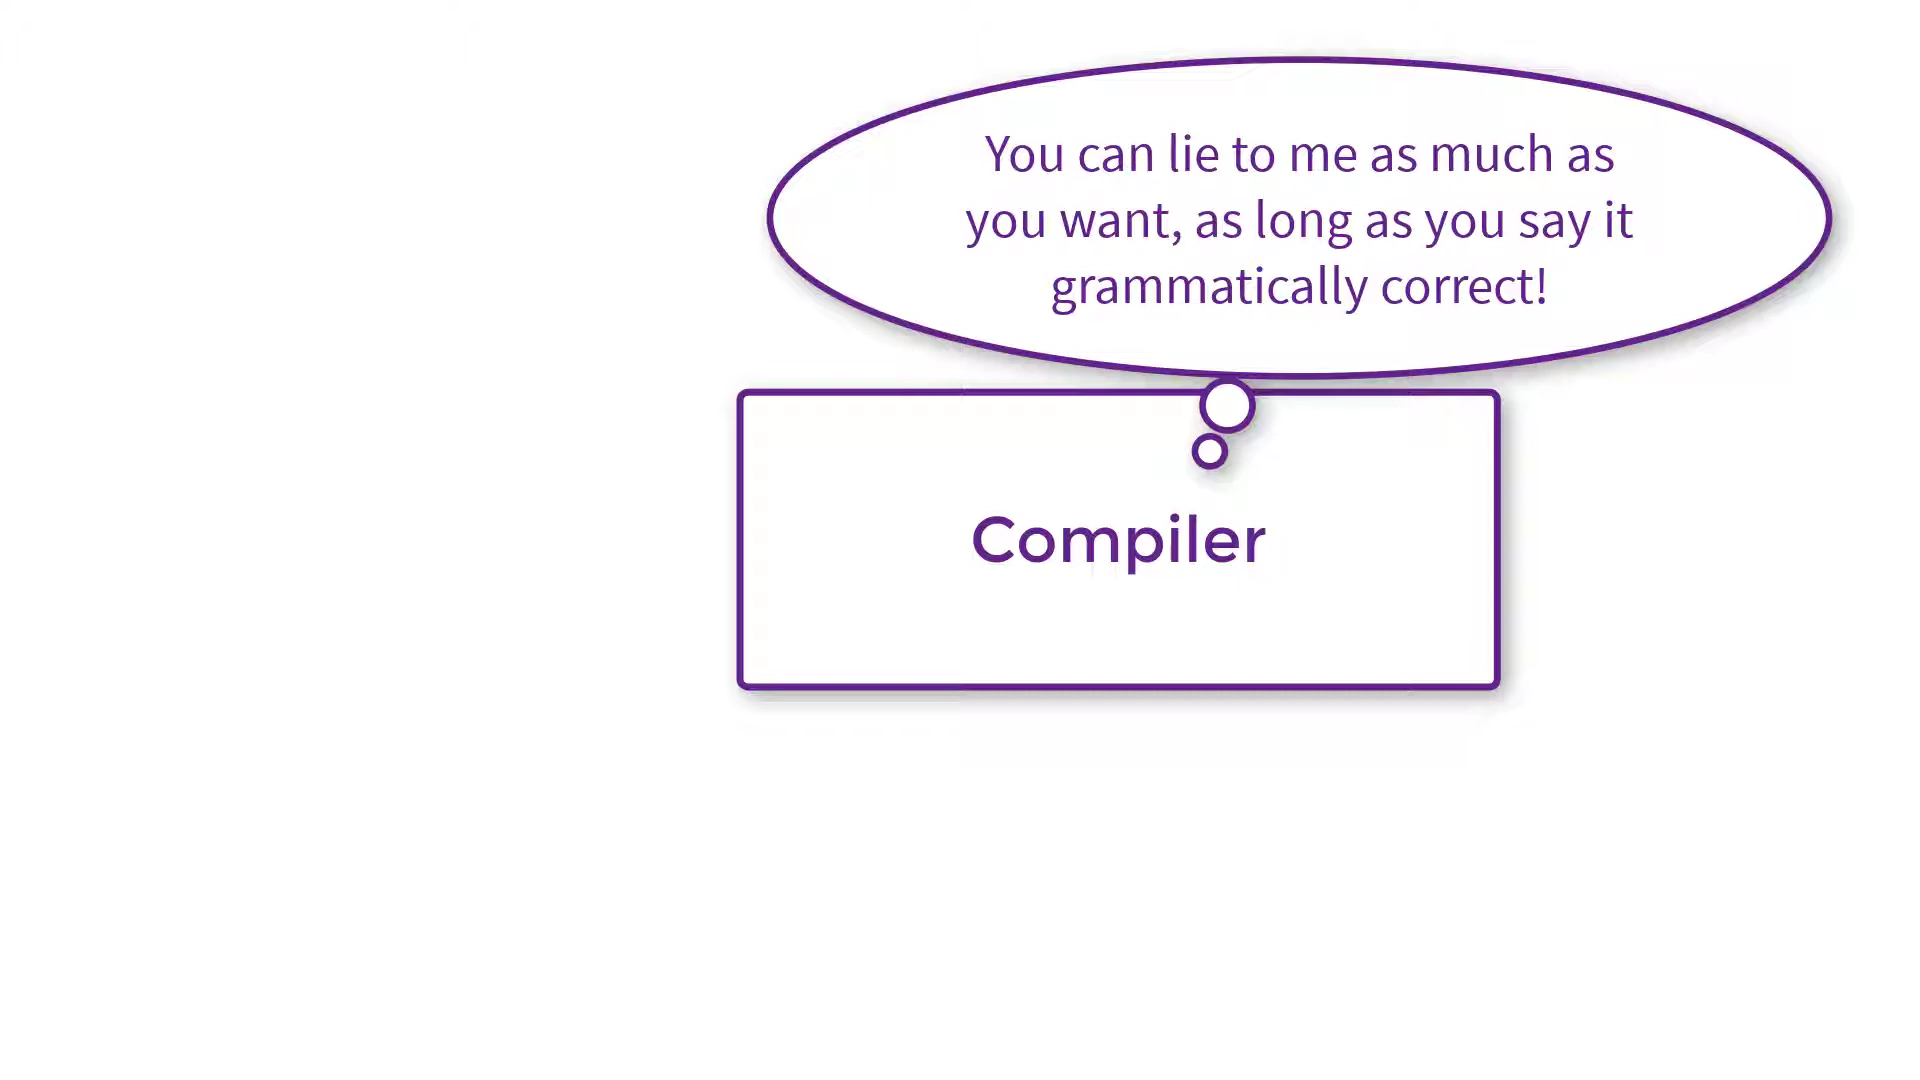 You can lie to me as much as
you want, as long as you say it
grammatically correct!
Compiler